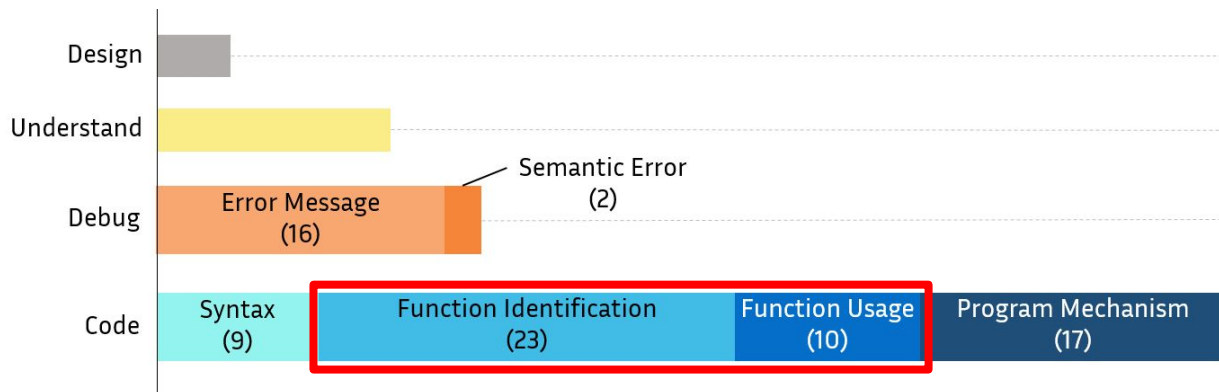 Design
Understand
Semantic Error
(2)
Debug
Error Message
(16)
Code
Syntax
(9)
Function Identification
(23)
Function Usage
(10)
Program Mechanism
(17)